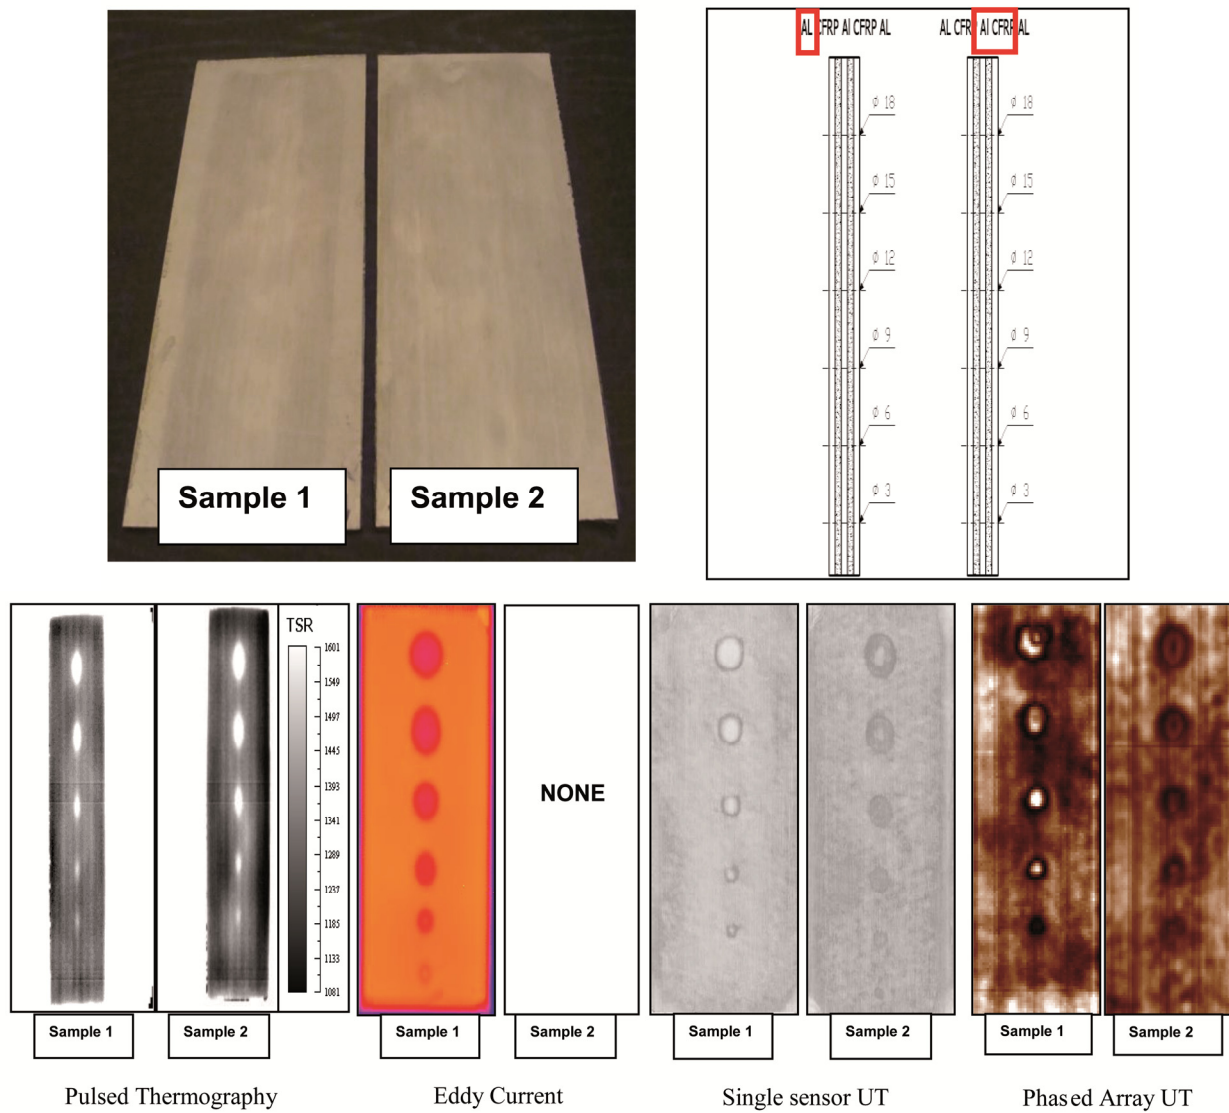 Sample 1
Sample 2
AL CFRP Al CFRP AL
AL CFRP Al CFRP AL
ϕ 18
ϕ 18
ϕ 15
ϕ 15
ϕ 12
ϕ 12
ϕ 9
ϕ 9
ϕ 6
ϕ 6
ϕ 3
ϕ 3
TSR
1601
1549
1497
1445
1393
1341
1289
1237
1185
1133
1081
NONE
Sample 1
Sample 2
Sample 1
Sample 2
Sample 1
Sample 2
Sample 1
Sample 2
Pulsed Thermography
Eddy Current
Single sensor UT
Phased Array UT